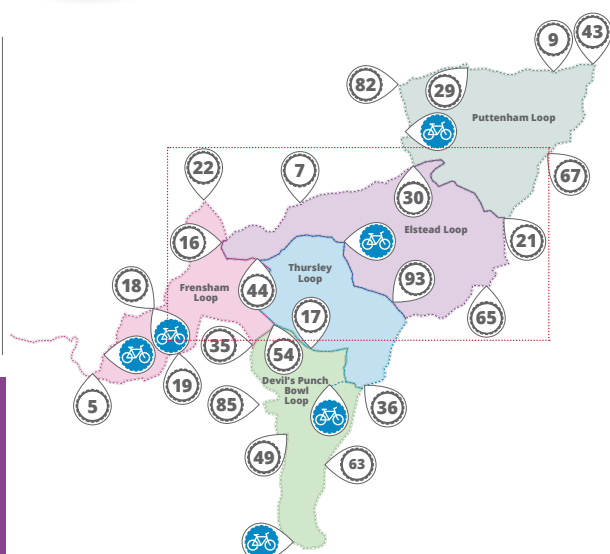 9
43
82
29
Puttenham Loop
22
7
67
30
16
Elstead Loop
21
Thursley
Loop
93
18
44
Frensham
Loop
17
65
35
54
19
Devil's Punch
Bowl
Loop
5
85
36
49
63